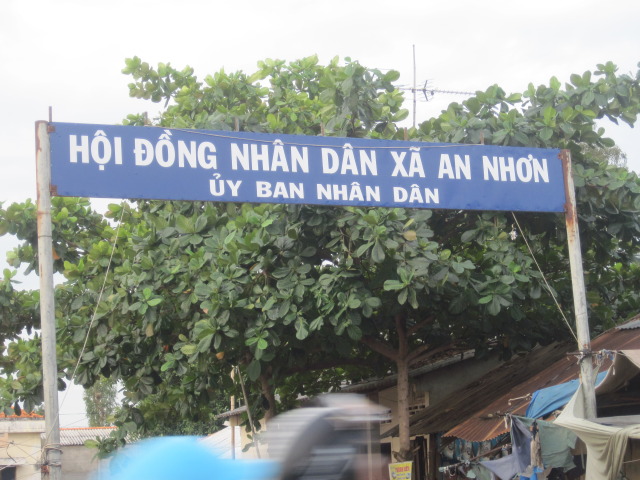 HỘI ĐỒNG NHÂN DÂN XÃ AN NHƠN
ỦY BAN NHÂN DÂN